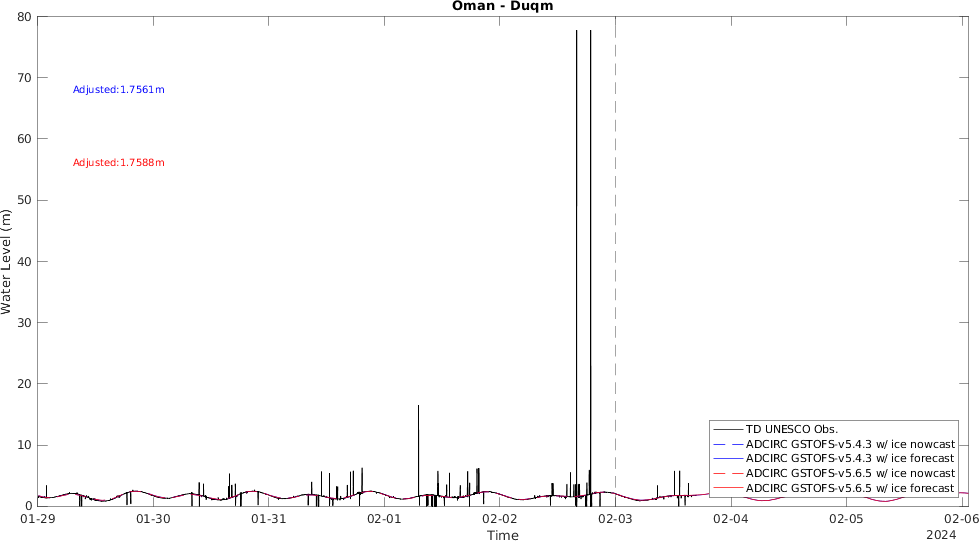 Oman - Duqm
80
70
60
50
40
30
20
10
0
Water Level (m)
Adjusted:1.7561m
Adjusted:1.7588m
TD UNESCO Obs.
ADCIRC GSTOFS-v5.4.3 w/ ice nowcast
ADCIRC GSTOFS-v5.4.3 w/ ice forecast
ADCIRC GSTOFS-v5.6.5 w/ ice nowcast
ADCIRC GSTOFS-v5.6.5 w/ ice forecast
01-29 01-30 01-31 02-01 02-02 02-03 02-04 02-05 02-06
Time
2024